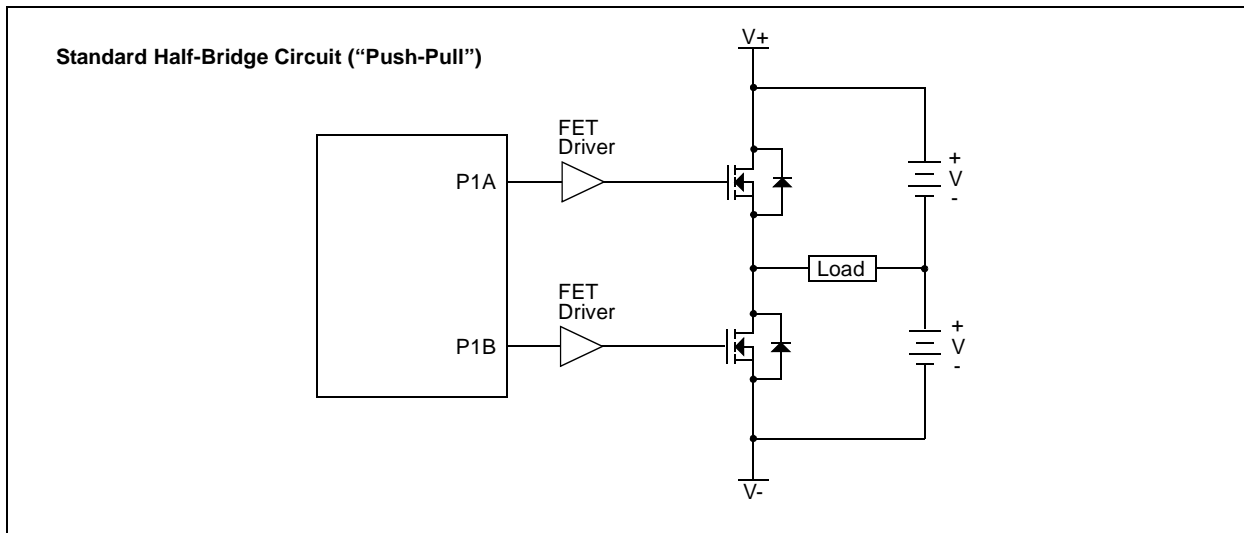 Standard Half-Bridge Circuit (“Push-Pull”)
V+
FET
Driver
P1A
+
V
-
Load
FET
Driver
P1B
+
V
-
V-